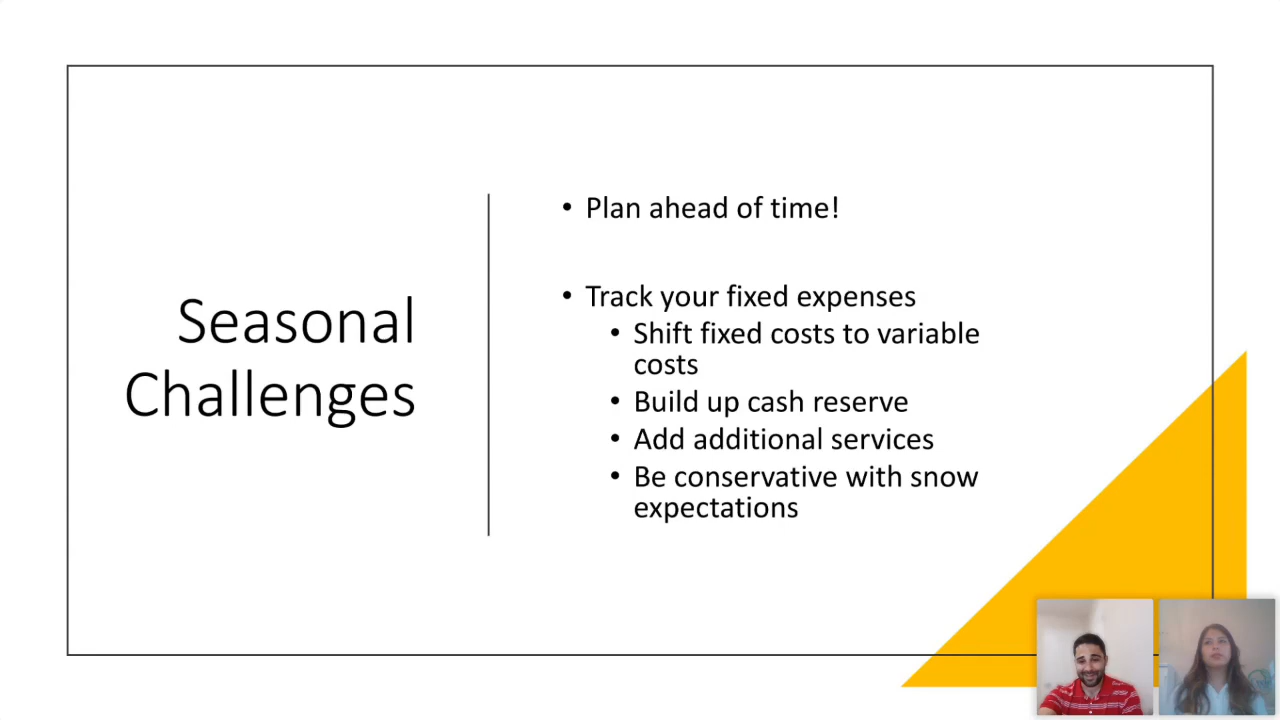 Seasonal
Challenges
• Plan ahead of time!
• Track your fixed expenses
• Shift fixed costs to variable
costs
• Build up cash reserve
• Add additional services
• Be conservative with snow
expectations